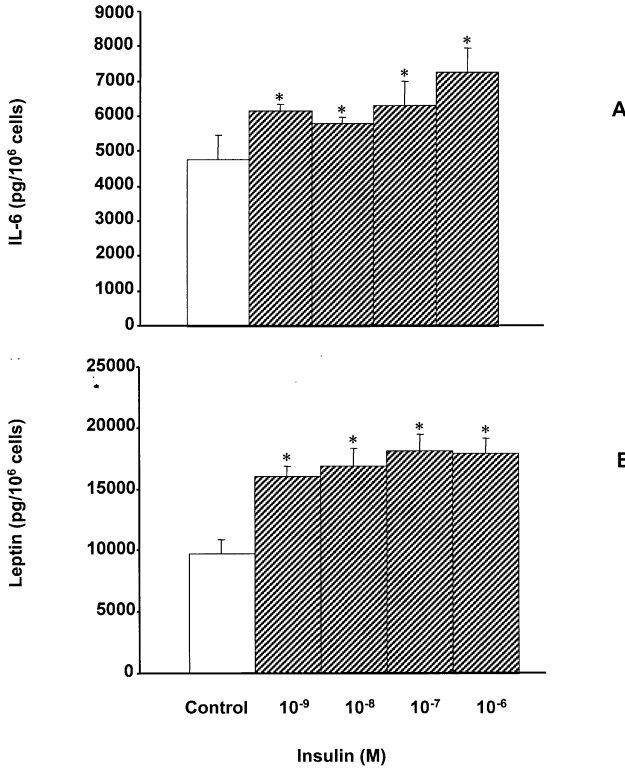 9000
8000
7000
6000
5000
4000
3000
2000
1000
0
IL-6 (pg/10⁶ cells)
* * * * *
A
25000
20000
15000
10000
5000
0
Leptin (pg/10⁶ cells)
* * * *
Control 10⁻⁹ 10⁻⁸ 10⁻⁷ 10⁻⁶
Insulin (M)